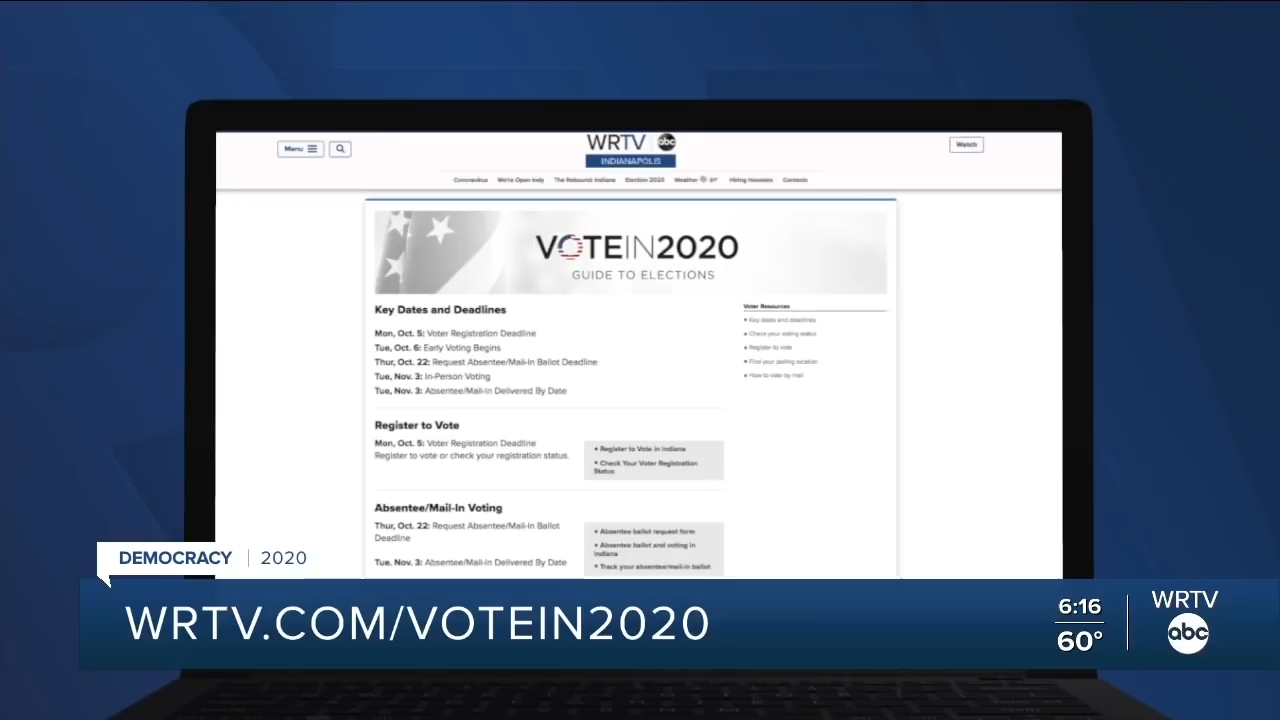 WRTV abc
INDIANAPOLIS
Menu
Watch
Coronavirus We're Open Indy The Rebound: Indiana Election 2020 Weather Hiring Hoosiers Contests
VOTEIN2020
GUIDE TO ELECTIONS
Key Dates and Deadlines
Mon, Oct. 5: Voter Registration Deadline
Tue, Oct. 6: Early Voting Begins
Thur, Oct. 22: Request Absentee/Mail-In Ballot Deadline
Tue, Nov. 3: In-Person Voting
Tue, Nov. 3: Absentee/Mail-In Delivered By Date
Voter Resources
• Key dates and deadlines
• Check your voting status
• Register to vote
• Find your polling location
• How to vote by mail
Register to Vote
Mon, Oct. 5: Voter Registration Deadline
Register to vote or check your registration status.
• Register to Vote in Indiana
• Check Your Voter Registration
Status
Absentee/Mail-In Voting
Thur, Oct. 22: Request Absentee/Mail-In Ballot
Deadline
Tue. Nov. 3: Absentee/Mail-In Delivered By Date
• Absentee ballot request form
• Absentee ballot and voting in
Indiana
• Track your absentee/mail-in ballot
DEMOCRACY | 2020
WRTV.COM/VOTEIN2020
6:16
60°
WRTV
abc